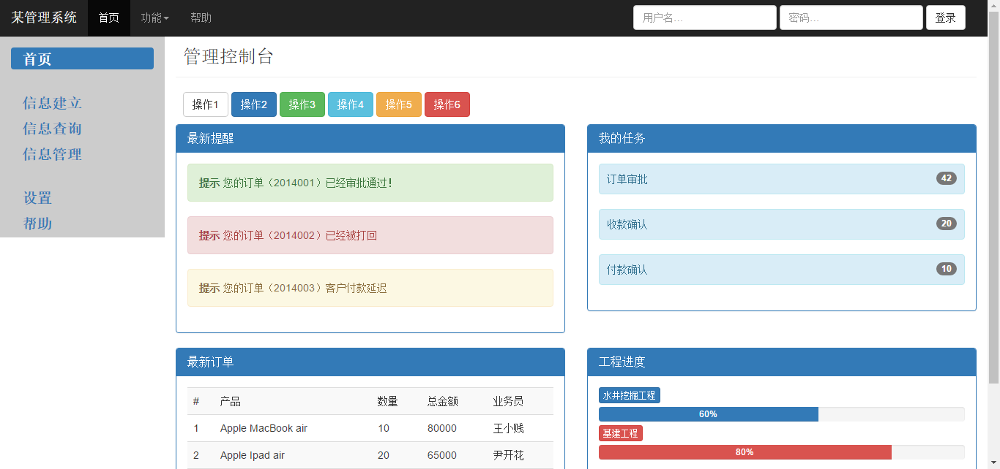 某管理系统 首页 功能 帮助 用户名... 密码... 登录
首页
信息建立
信息查询
信息管理
设置
帮助
管理控制台
操作1 操作2 操作3 操作4 操作5 操作6
最新提醒
提示 您的订单（2014001）已经审批通过！
提示 您的订单（2014002）已经被打回
提示 您的订单（2014003）客户付款延迟
我的任务
订单审批 42
收款确认 20
付款确认 10
最新订单
# 产品 数量 总金额 业务员
1 Apple MacBook air 10 80000 王小贱
2 Apple Ipad air 20 65000 尹开花
工程进度
水井挖掘工程
60%
基建工程
80%